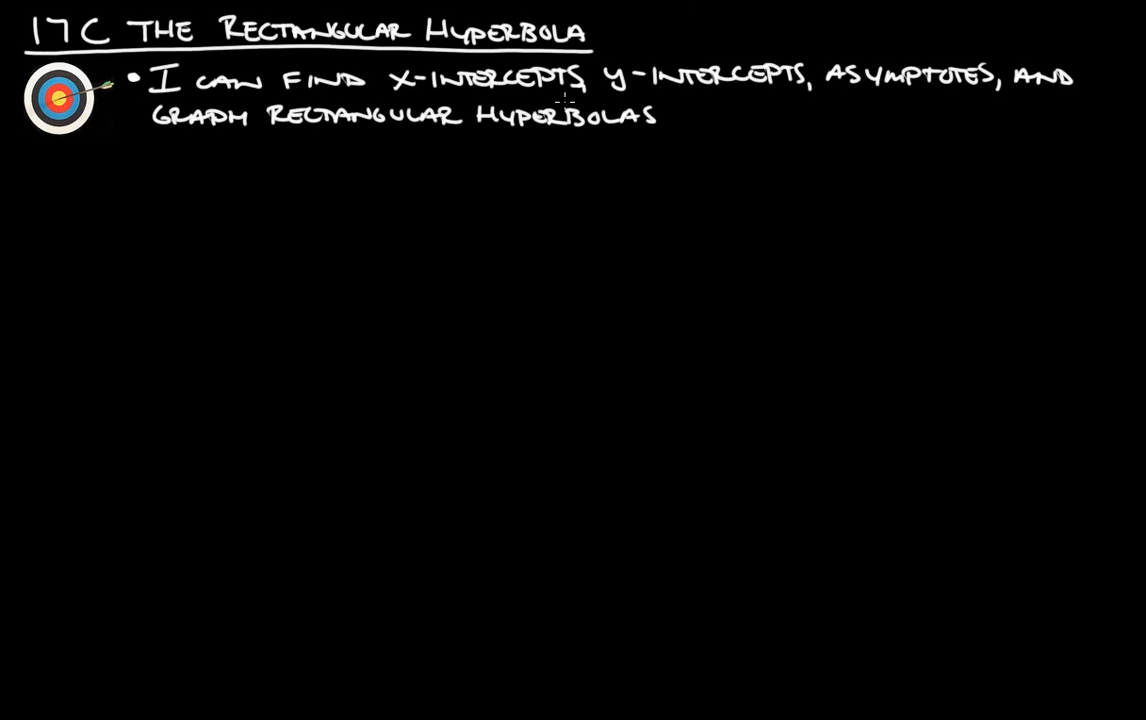 17C THE RECTANGULAR HYPERBOLA
• I CAN FIND X-INTERCEPTS, y-INTERCEPTS, ASYMPTOTES, AND
GRAPH RECTANGULAR HYPERBOLAS